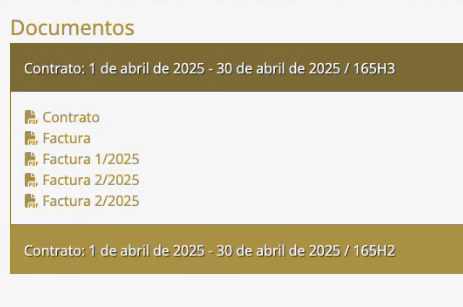 Documentos
Contrato: 1 de abril de 2025 - 30 de abril de 2025 / 165H3
Contrato
Factura
Factura 1/2025
Factura 2/2025
Factura 2/2025
Contrato: 1 de abril de 2025 - 30 de abril de 2025 / 165H2